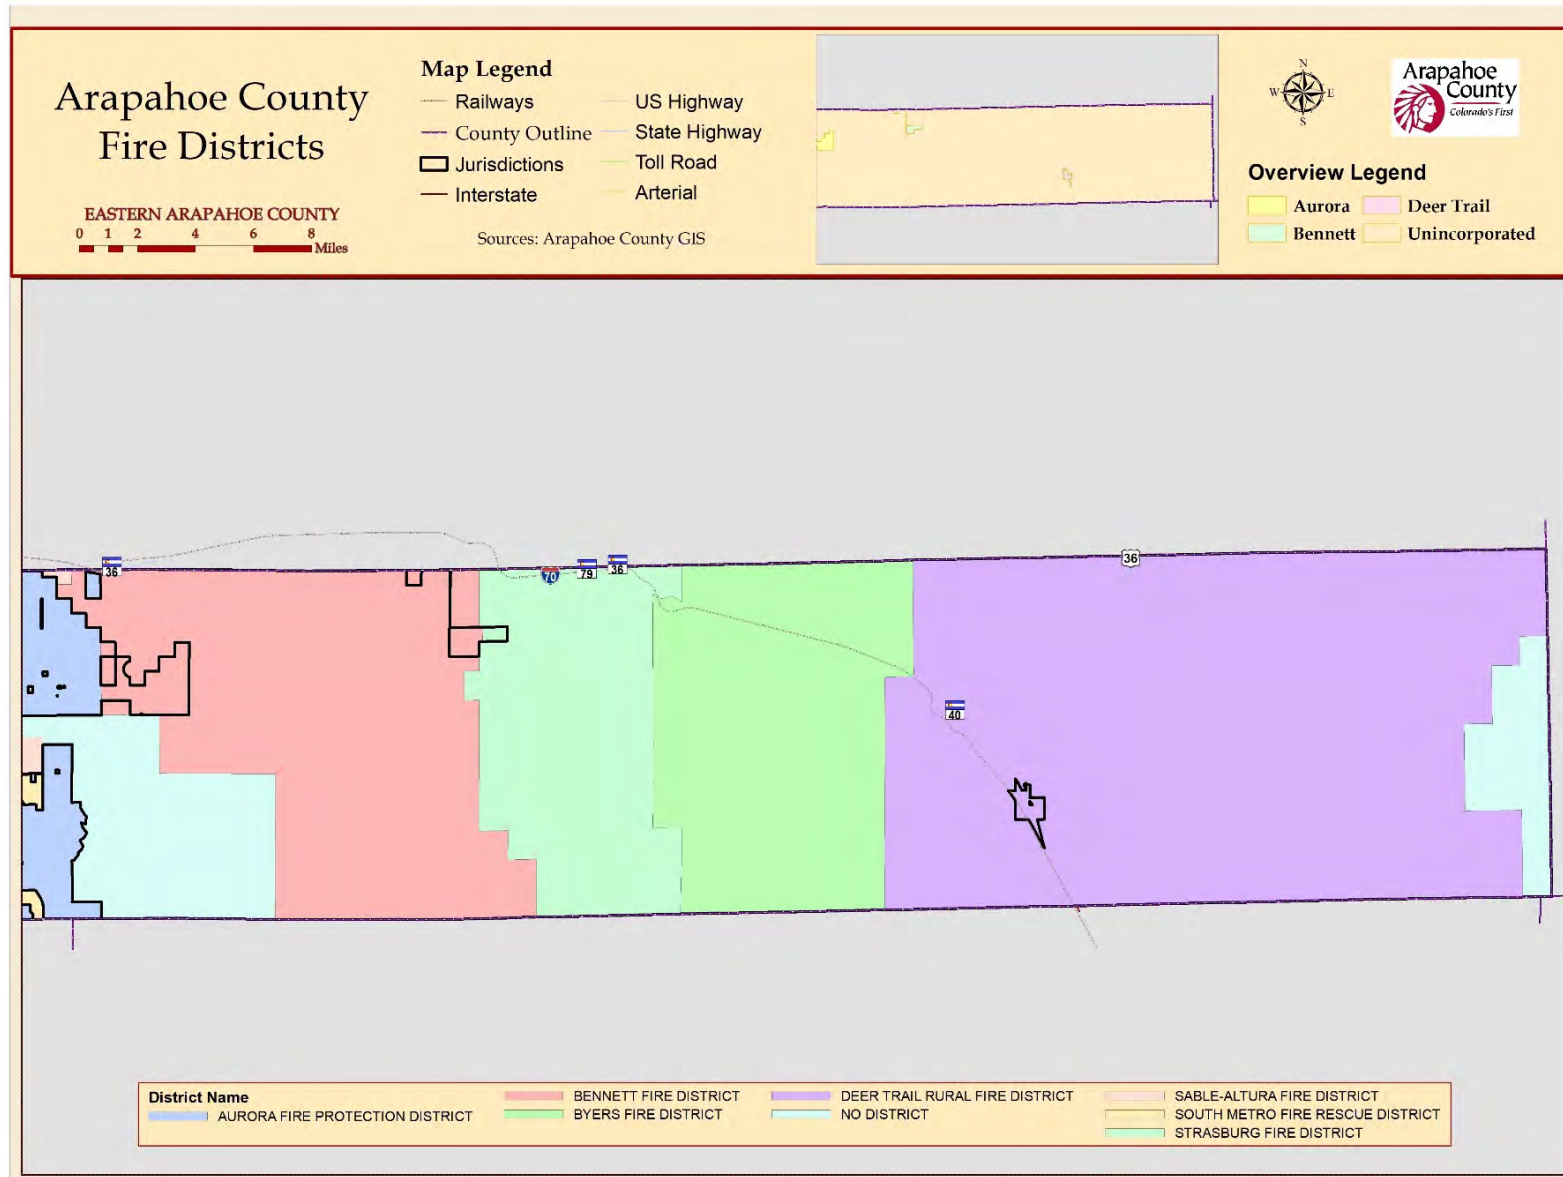 Arapahoe County
Fire Districts
EASTERN ARAPAHOE COUNTY
0 1 2 4 6 8
Miles
Map Legend
Railways
County Outline
Jurisdictions
Interstate
US Highway
State Highway
Toll Road
Arterial
Sources: Arapahoe County GIS
N
W E
S
Arapahoe
County
Colorado's First
Overview Legend
Aurora
Deer Trail
Bennett
Unincorporated
36
70
79
36
36
40
District Name
AURORA FIRE PROTECTION DISTRICT
BENNETT FIRE DISTRICT
BYERS FIRE DISTRICT
DEER TRAIL RURAL FIRE DISTRICT
NO DISTRICT
SABLE-ALTURA FIRE DISTRICT
SOUTH METRO FIRE RESCUE DISTRICT
STRASBURG FIRE DISTRICT